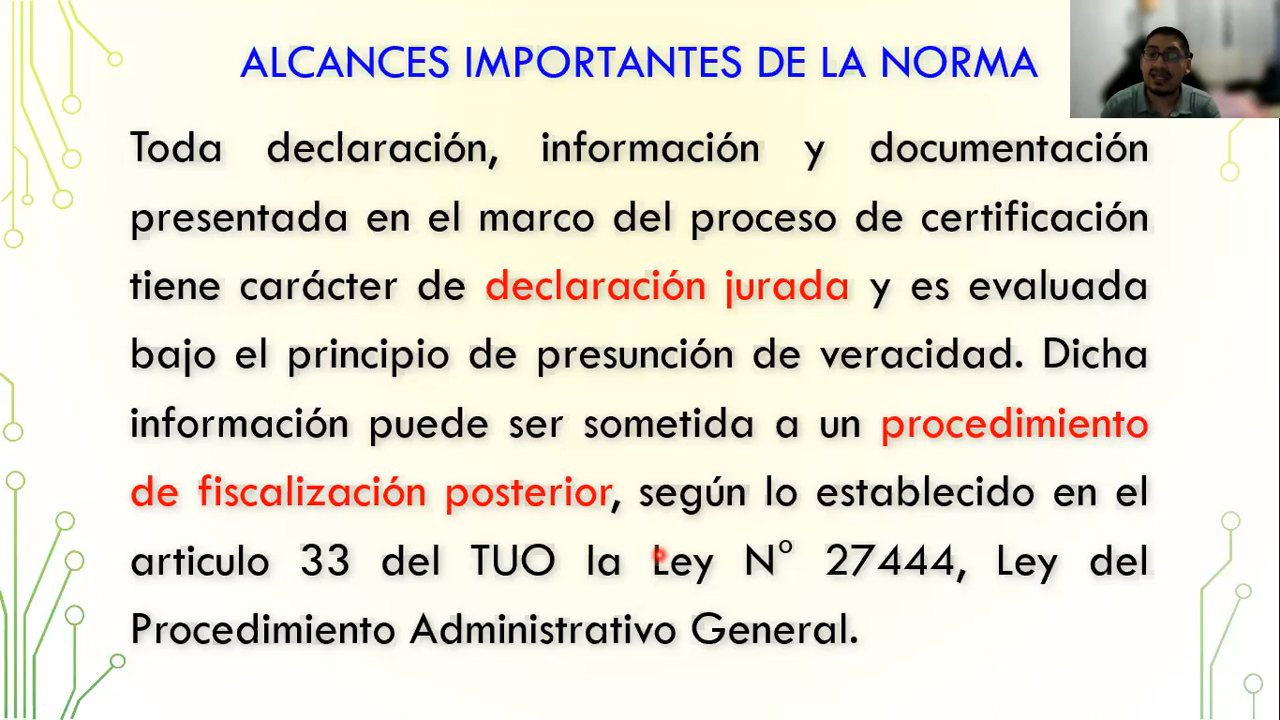 ALCANCES IMPORTANTES DE LA NORMA
Toda declaración, información y documentación
presentada en el marco del proceso de certificación
tiene carácter de declaración jurada y es evaluada
bajo el principio de presunción de veracidad. Dicha
información puede ser sometida a un procedimiento
de fiscalización posterior, según lo establecido en el
articulo 33 del TUO la Ley N° 27444, Ley del
Procedimiento Administrativo General.